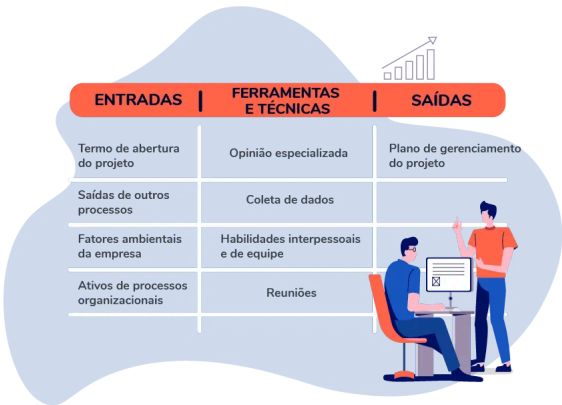 ENTRADAS | FERRAMENTAS E TÉCNICAS | SAÍDAS
Termo de abertura
do projeto
Opinião especializada
Plano de gerenciamento
do projeto
Saídas de outros
processos
Coleta de dados
Fatores ambientais
da empresa
Habilidades interpessoais
e de equipe
Ativos de processos
organizacionais
Reuniões